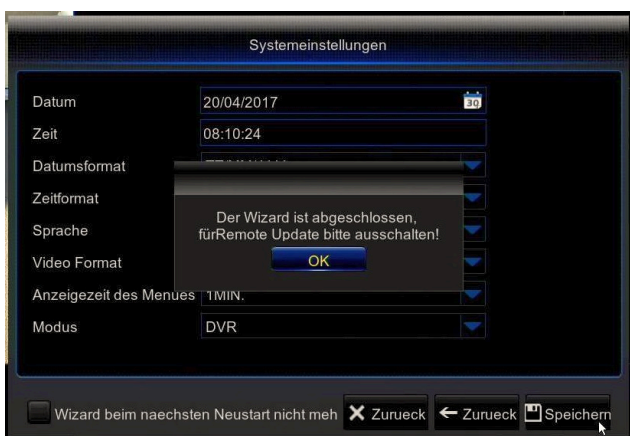 Systemeinstellungen
Datum 20/04/2017 30
Zeit 08:10:24
Datumsformat
Zeitformat
Sprache
Video Format
Der Wizard ist abgeschlossen,
fürRemote Update bitte ausschalten!
OK
Anzeigezeit des Menues 1MIN.
Modus DVR
Wizard beim naechsten Neustart nicht meh Zurueck Zurueck Speichern